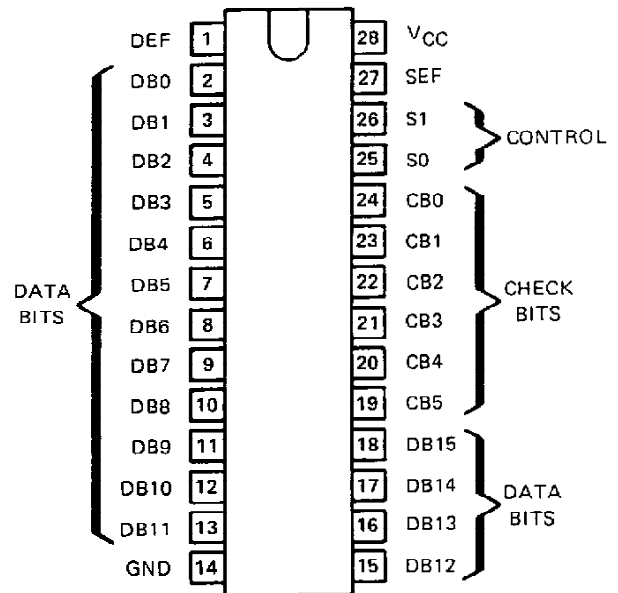 DEF 1 28 VCC
DB0 2 27 SEF
DB1 3 26 S1
DB2 4 25 S0
CONTROL
DB3 5 24 CB0
DB4 6 23 CB1
DB5 7 22 CB2
DB6 8 21 CB3
DB7 9 20 CB4
DB8 10 19 CB5
DATA
BITS
CHECK
BITS
DB9 11 18 DB15
DB10 12 17 DB14
DB11 13 16 DB13
GND 14 15 DB12
DATA
BITS